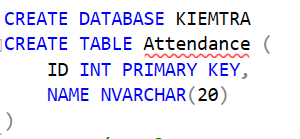 CREATE DATABASE KIEMTRA
CREATE TABLE Attendance (
ID INT PRIMARY KEY,
NAME NVARCHAR(20)
)